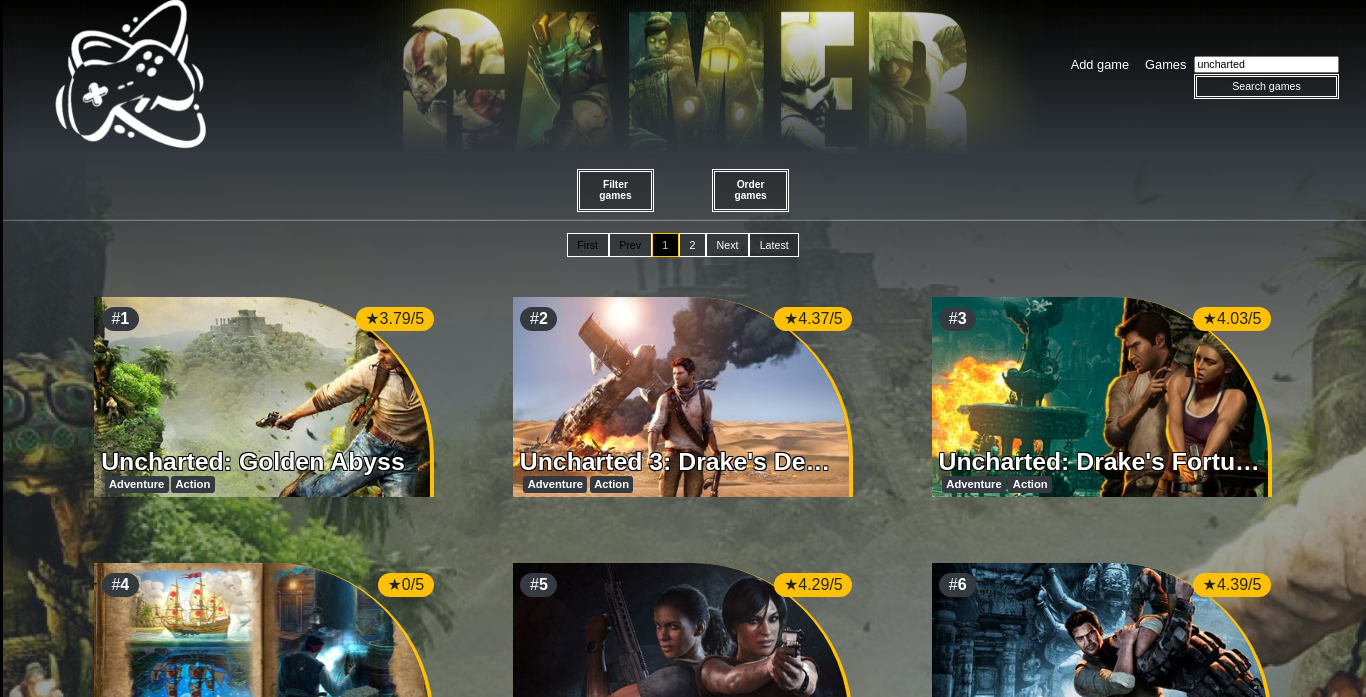 GAMER
Add game Games uncharted
Search games
Filter
games
Order
games
First Prev 1 2 Next Latest
#1 ★3.79/5
Uncharted: Golden Abyss
Adventure Action
#2 ★4.37/5
Uncharted 3: Drake's De...
Adventure Action
#3 ★4.03/5
Uncharted: Drake's Fortu...
Adventure Action
#4 ★0/5
#5 ★4.29/5
#6 ★4.39/5